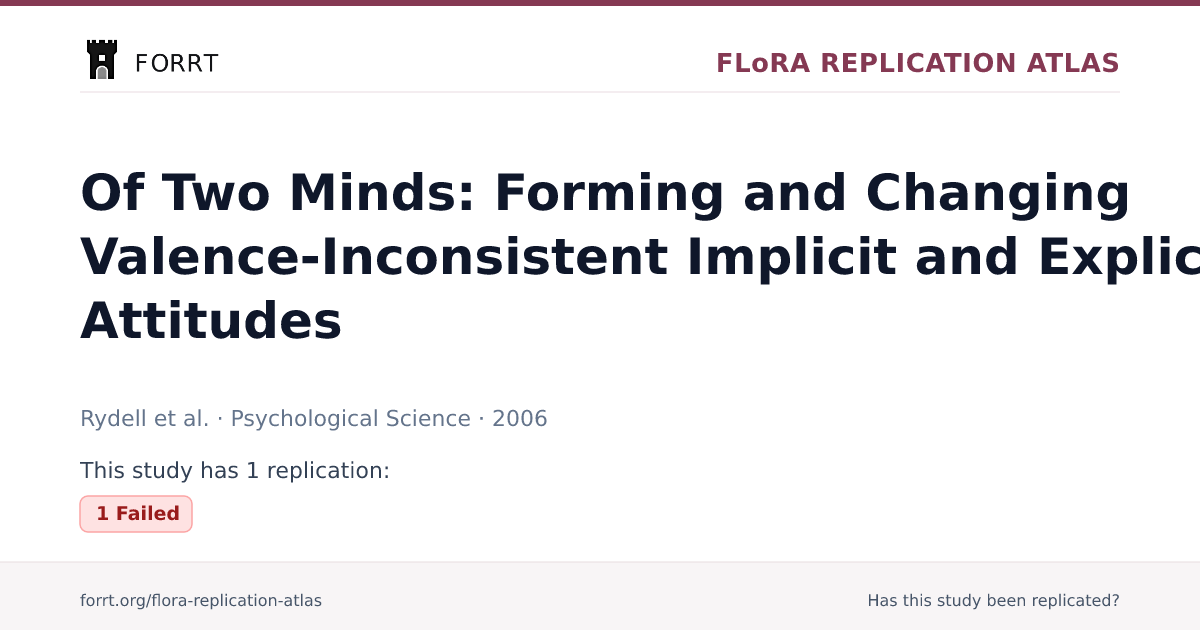 FORRT
FLoRA REPLICATION ATLAS
Of Two Minds: Forming and Changing
Valence-Inconsistent Implicit and Explic
Attitudes
Rydell et al. · Psychological Science · 2006
This study has 1 replication:
1 Failed
forrt.org/flora-replication-atlas
Has this study been replicated?